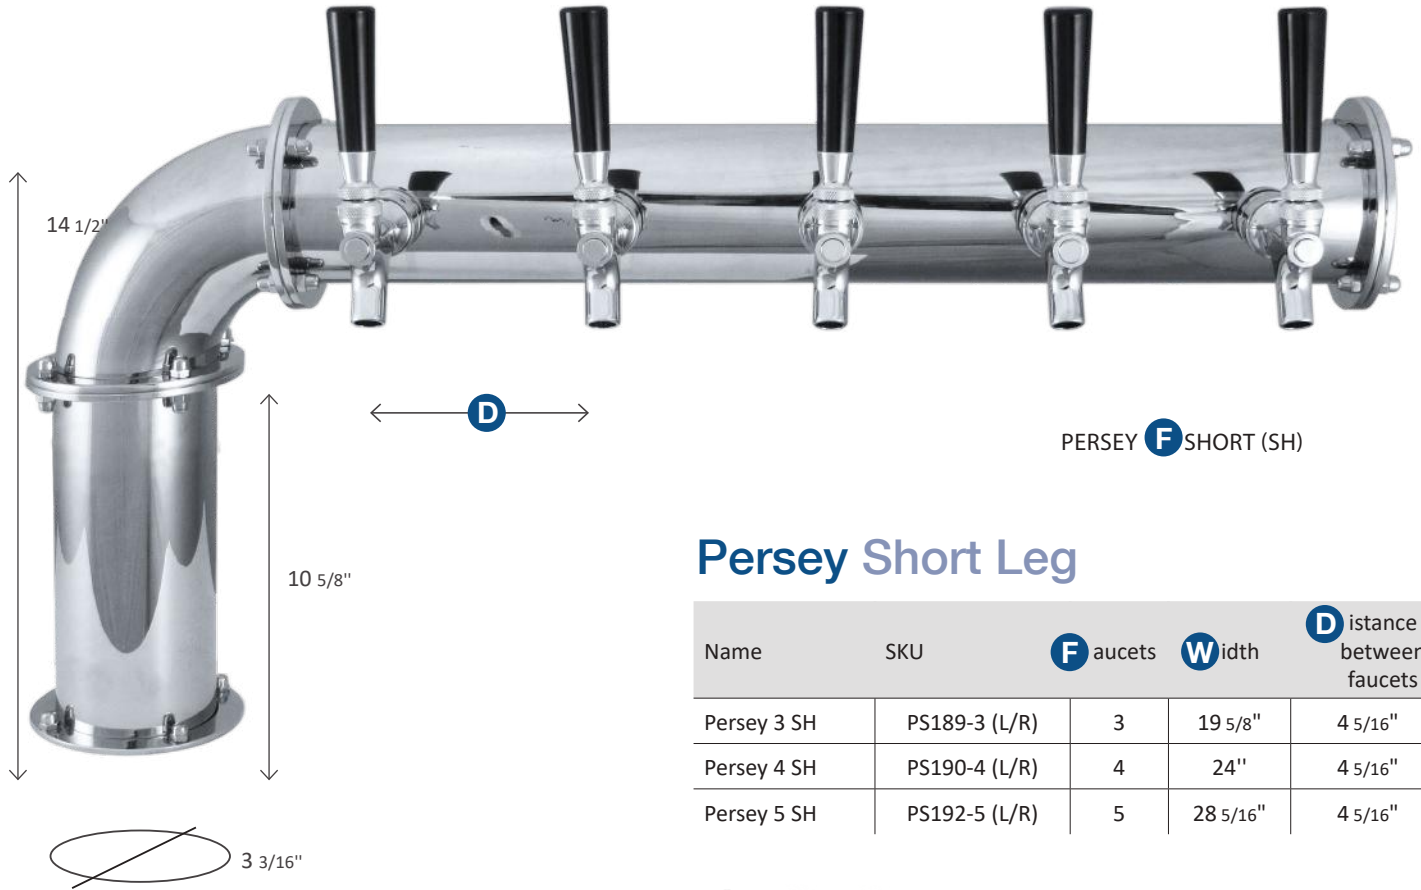 14 1/2"
D
PERSEY F SHORT (SH)
10 5/8"
Persey Short Leg
Name SKU F aucets W idth D istance between faucets
Persey 3 SH PS189-3 (L/R) 3 19 5/8" 4 5/16"
Persey 4 SH PS190-4 (L/R) 4 24'' 4 5/16"
Persey 5 SH PS192-5 (L/R) 5 28 5/16" 4 5/16"
3 3/16"